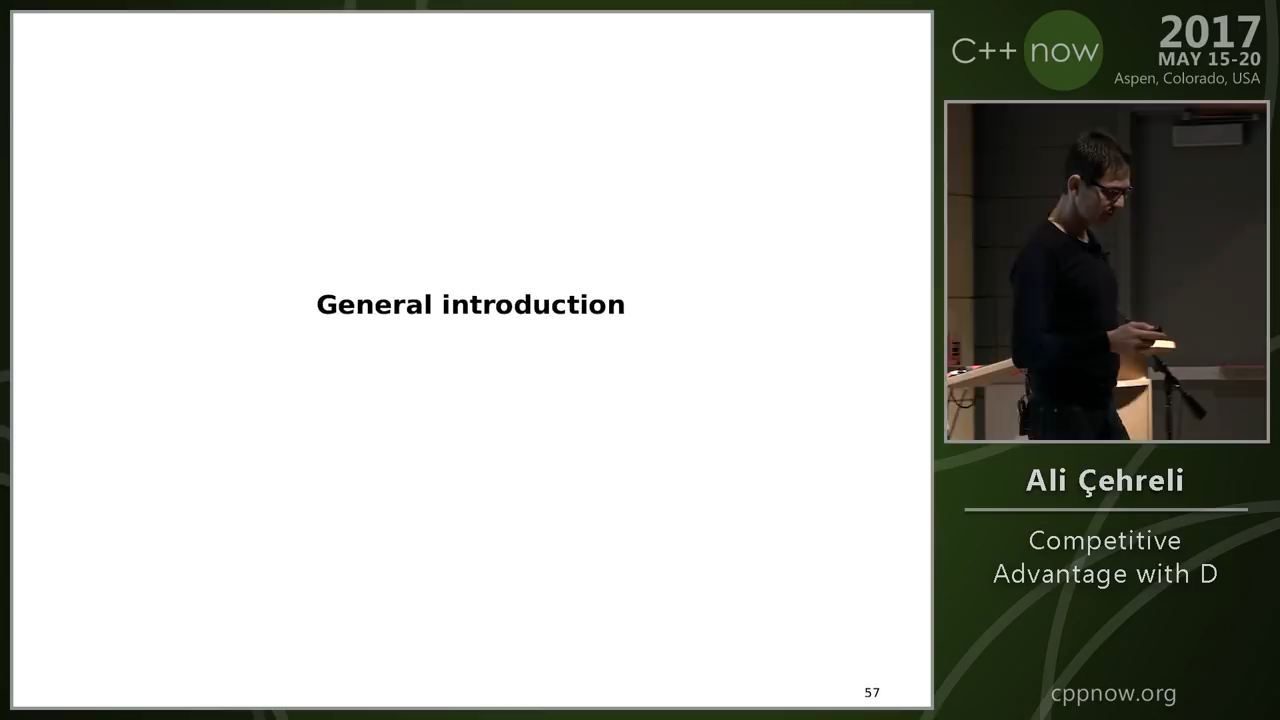 General introduction
57
C++ now
2017
MAY 15-20
Aspen, Colorado, USA
Ali Çehreli
Competitive
Advantage with D
cppnow.org